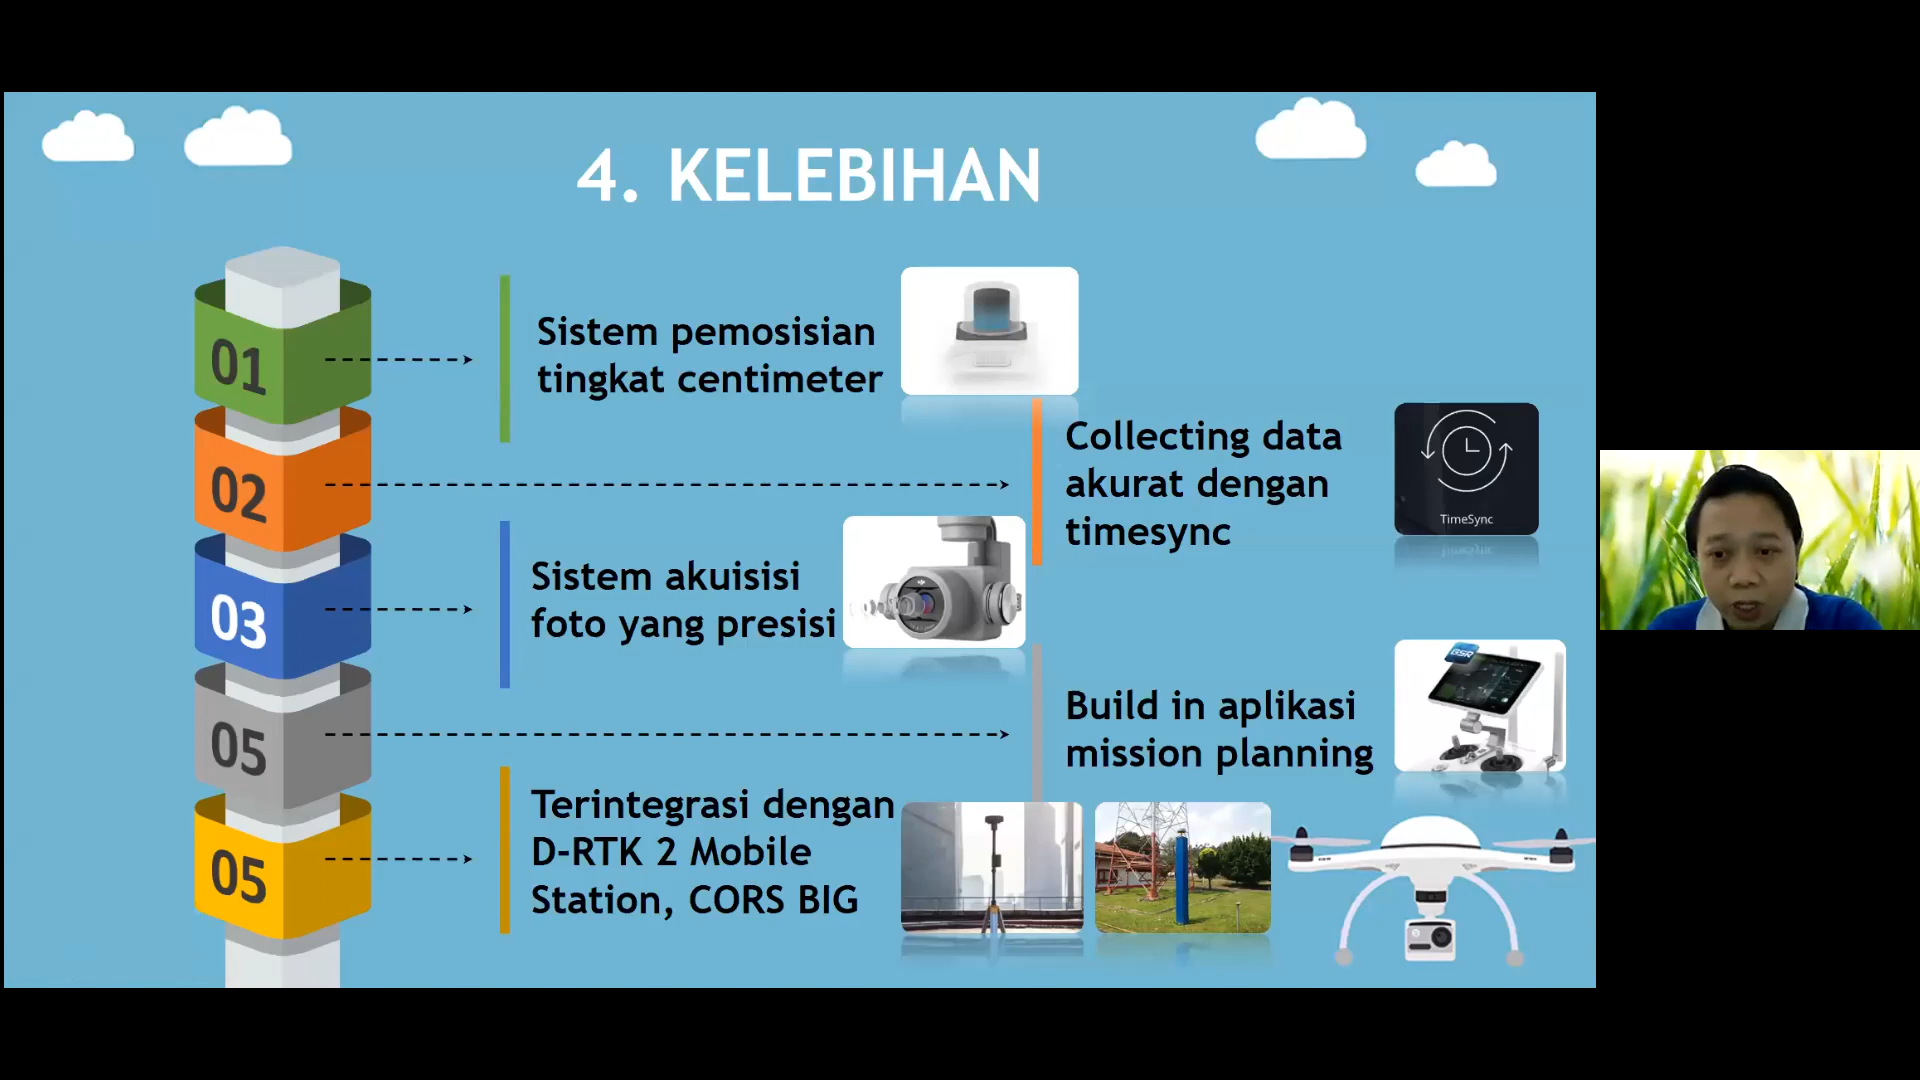 4. KELEBIHAN
01
Sistem pemosisian
tingkat centimeter
02
Collecting data
akurat dengan
timesync
TimeSync
03
Sistem akuisisi
foto yang presisi
05
Build in aplikasi
mission planning
GSR
05
Terintegrasi dengan
D-RTK 2 Mobile
Station, CORS BIG